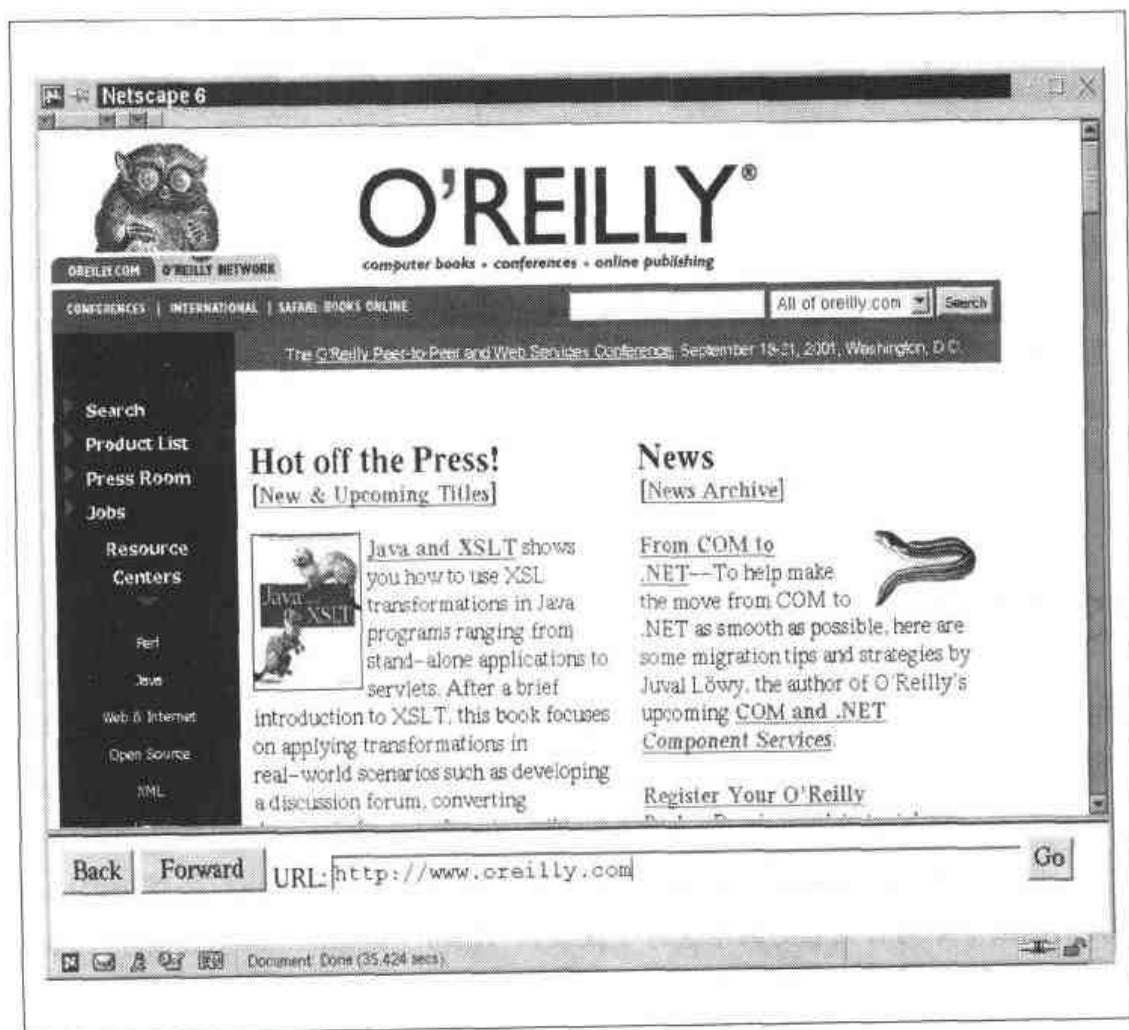 Netscape 6
O'REILLY®
computer books • conferences • online publishing
OREILLY.COM O'REILLY NETWORK
CONFERENCES | INTERNATIONAL | SAFARI: BOOKS ONLINE
All of oreilly.com Search
The O'Reilly Peer-to-Peer and Web Services Conference, September 18-21, 2001, Washington, D.C.
Search
Product List
Press Room
Jobs
Resource
Centers
Perl
Java
Web & Internet
Open Source
XML
Hot off the Press!
[New & Upcoming Titles]
Java
XSLT
Java and XSLT shows
you how to use XSL
transformations in Java
programs ranging from
stand-alone applications to
servlets. After a brief
introduction to XSLT, this book focuses
on applying transformations in
real-world scenarios such as developing
a discussion forum, converting
News
[News Archive]
From COM to
.NET--To help make
the move from COM to
.NET as smooth as possible, here are
some migration tips and strategies by
Juval Löwy, the author of O'Reilly's
upcoming COM and .NET
Component Services.
Register Your O'Reilly
Back Forward URL: http://www.oreilly.com Go
Document: Done (35.424 secs)